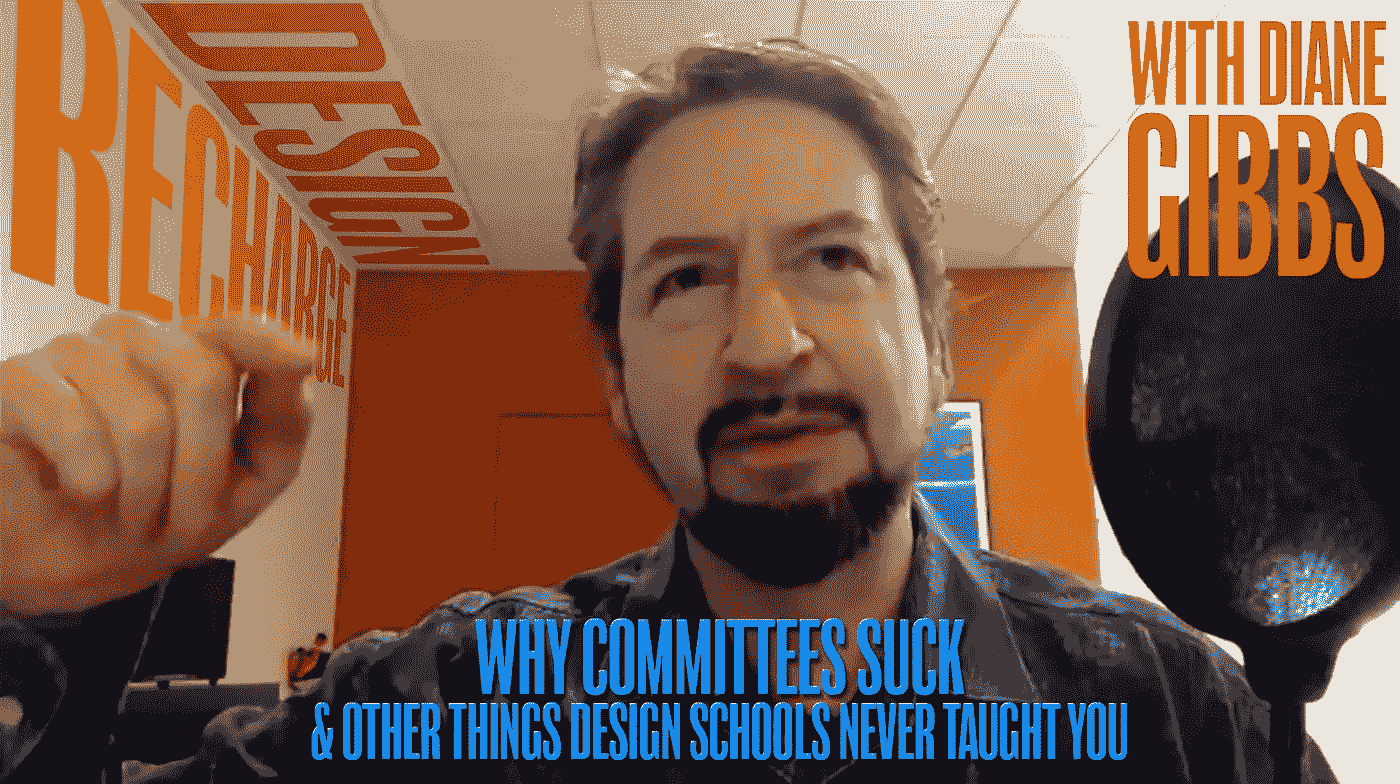 DESIGN
RECHARGE
WITH DIANE
GIBBS
WHY COMMITTEES SUCK
& OTHER THINGS DESIGN SCHOOLS NEVER TAUGHT YOU